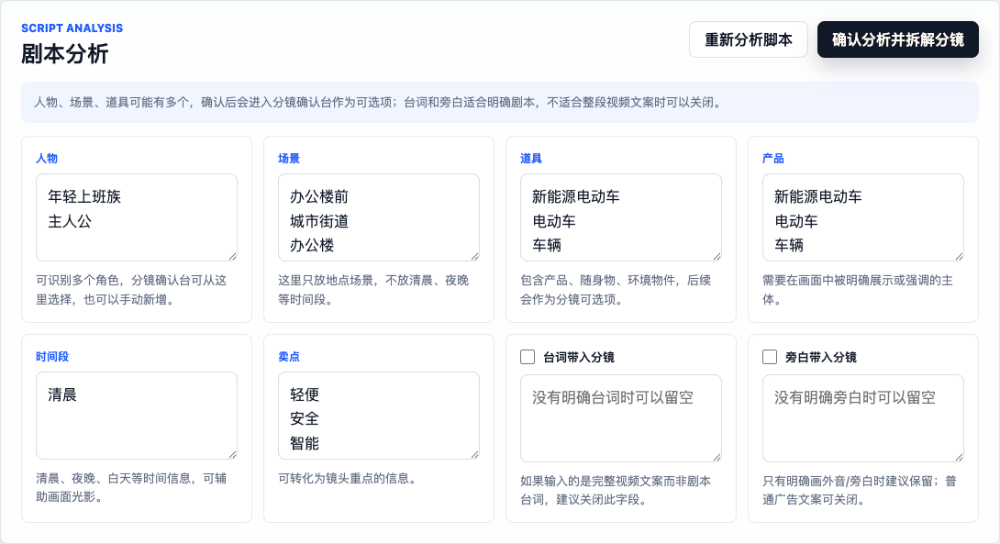 SCRIPT ANALYSIS
剧本分析
重新分析脚本
确认分析并拆解分镜
人物、场景、道具可能有多个，确认后会进入分镜确认台作为可选项；台词和旁白适合明确剧本，不适合整段视频文案时可以关闭。
人物
年轻上班族
主人公
可识别多个角色，分镜确认台可从这
里选择，也可以手动新增。
场景
办公楼前
城市街道
办公楼
这里只放地点场景，不放清晨、夜晚
等时间段。
道具
新能源电动车
电动车
车辆
包含产品、随身物、环境物件，后续
会作为分镜可选项。
产品
新能源电动车
电动车
车辆
需要在画面中被明确展示或强调的主
体。
时间段
清晨
清晨、夜晚、白天等时间信息，可辅
助画面光影。
卖点
轻便
安全
智能
可转化为镜头重点的信息。
台词带入分镜
没有明确台词时可以留空
如果输入的是完整视频文案而非剧本
台词，建议关闭此字段。
旁白带入分镜
没有明确旁白时可以留空
只有明确画外音/旁白时建议保留；普
通广告文案可关闭。